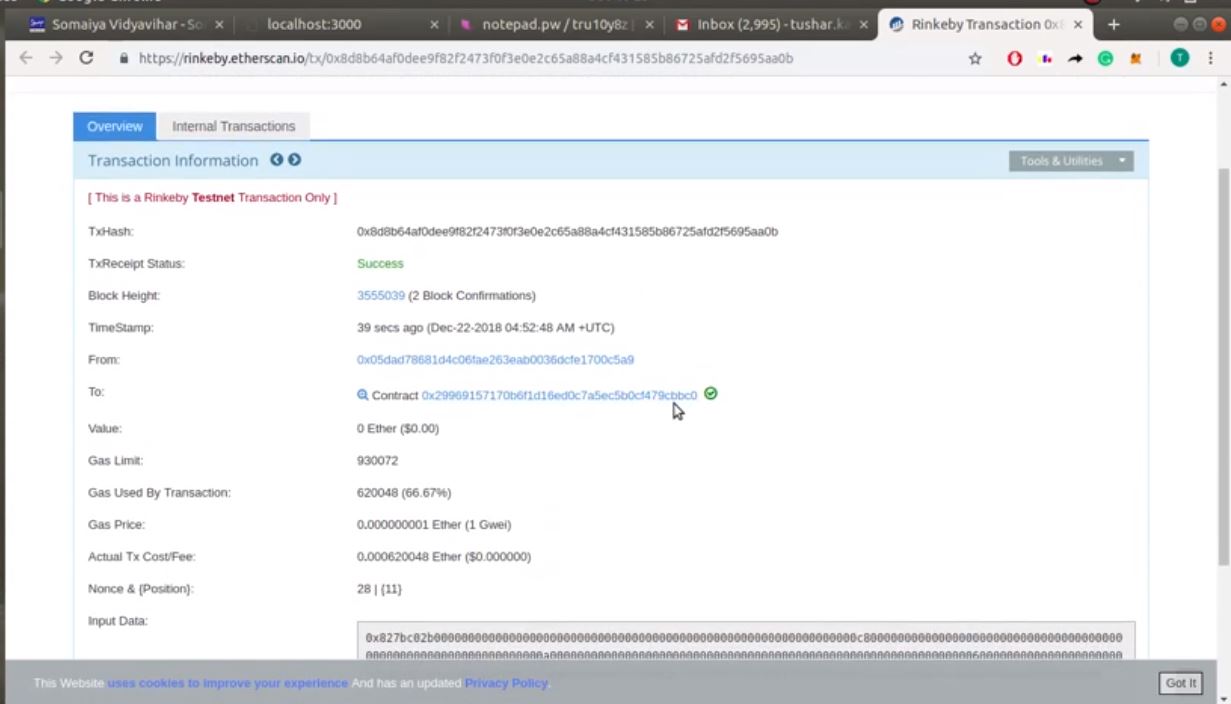 Somaiya Vidyavihar - So
localhost:3000
notepad.pw / tru10y8z
Inbox (2,995) - tushar.ka
Rinkeby Transaction 0x8
https://rinkeby.etherscan.io/tx/0x8d8b64af0dee9f82f2473f0f3e0e2c65a88a4cf431585b86725afd2f5695aa0b
T
Overview
Internal Transactions
Transaction Information
Tools & Utilities
[ This is a Rinkeby Testnet Transaction Only ]
TxHash: 0x8d8b64af0dee9f82f2473f0f3e0e2c65a88a4cf431585b86725afd2f5695aa0b
TxReceipt Status: Success
Block Height: 3555039 (2 Block Confirmations)
TimeStamp: 39 secs ago (Dec-22-2018 04:52:48 AM +UTC)
From: 0x05dad78681d4c06fae263eab0036dcfe1700c5a9
To: Contract 0x29969157170b6f1d16ed0c7a5ec5b0cf479cbbc0
Value: 0 Ether ($0.00)
Gas Limit: 930072
Gas Used By Transaction: 620048 (66.67%)
Gas Price: 0.000000001 Ether (1 Gwei)
Actual Tx Cost/Fee: 0.000620048 Ether ($0.000000)
Nonce & {Position}: 28 | {11}
Input Data:
This Website uses cookies to improve your experience And has an updated Privacy Policy.
Got It